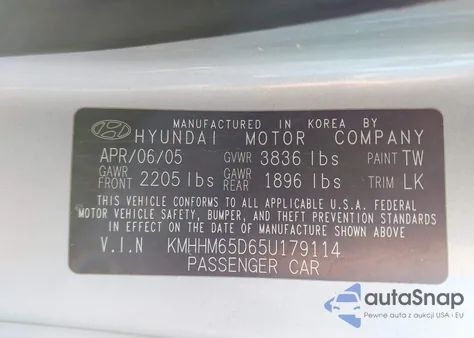 MANUFACTURED IN KOREA BY
HYUNDAI MOTOR COMPANY
APR/06/05 GVWR 3836 lbs PAINT TW
GAWR FRONT 2205 lbs GAWR REAR 1896 lbs TRIM LK
THIS VEHICLE CONFORMS TO ALL APPLICABLE U.S.A. FEDERAL
MOTOR VEHICLE SAFETY, BUMPER, AND THEFT PREVENTION STANDARDS
IN EFFECT ON THE DATE OF MANUFACTURE SHOWN ABOVE
V.I.N KMHHM65D65U179114
PASSENGER CAR
autoSnap
Pewne auta z aukcji USA i EU